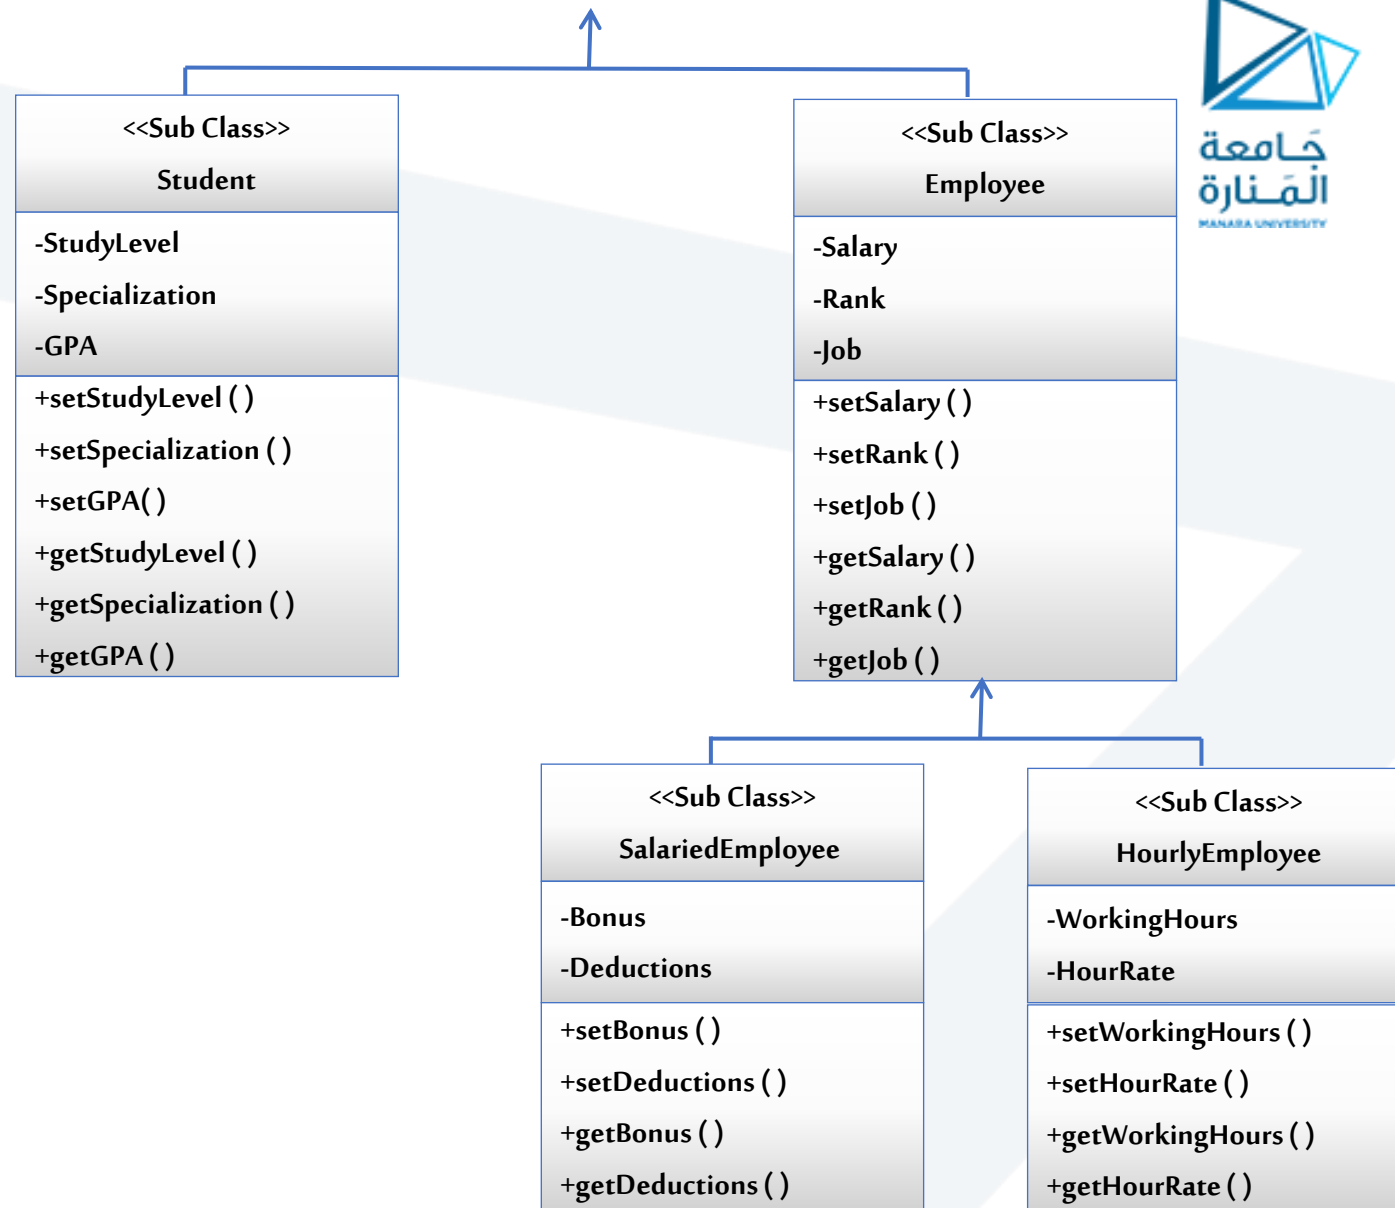 <<Sub Class>>
Student
-StudyLevel
-Specialization
-GPA
+setStudyLevel ( )
+setSpecialization ( )
+setGPA( )
+getStudyLevel ( )
+getSpecialization ( )
+getGPA ( )
<<Sub Class>>
Employee
-Salary
-Rank
-Job
+setSalary ( )
+setRank ( )
+setJob ( )
+getSalary ( )
+getRank ( )
+getJob ( )
جَامعة
المَنارة
MANARA UNIVERSITY
<<Sub Class>>
SalariedEmployee
-Bonus
-Deductions
+setBonus ( )
+setDeductions ( )
+getBonus ( )
+getDeductions ( )
<<Sub Class>>
HourlyEmployee
-WorkingHours
-HourRate
+setWorkingHours ( )
+setHourRate ( )
+getWorkingHours ( )
+getHourRate ( )